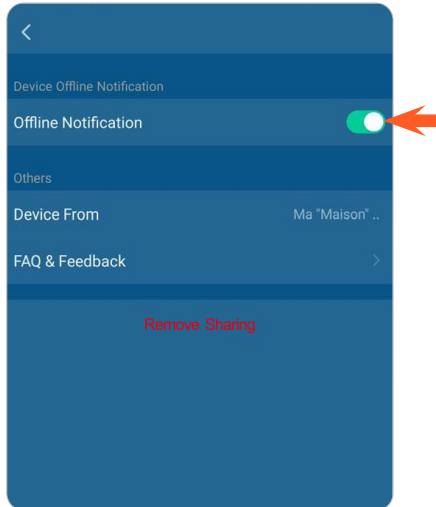 Device Offline Notification
Offline Notification
Others
Device From Ma "Maison" ..
FAQ & Feedback
Remove Sharing